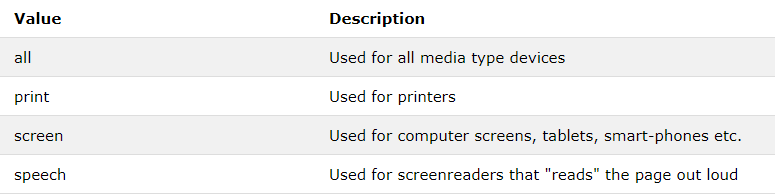 Value Description
all Used for all media type devices
print Used for printers
screen Used for computer screens, tablets, smart-phones etc.
speech Used for screenreaders that "reads" the page out loud